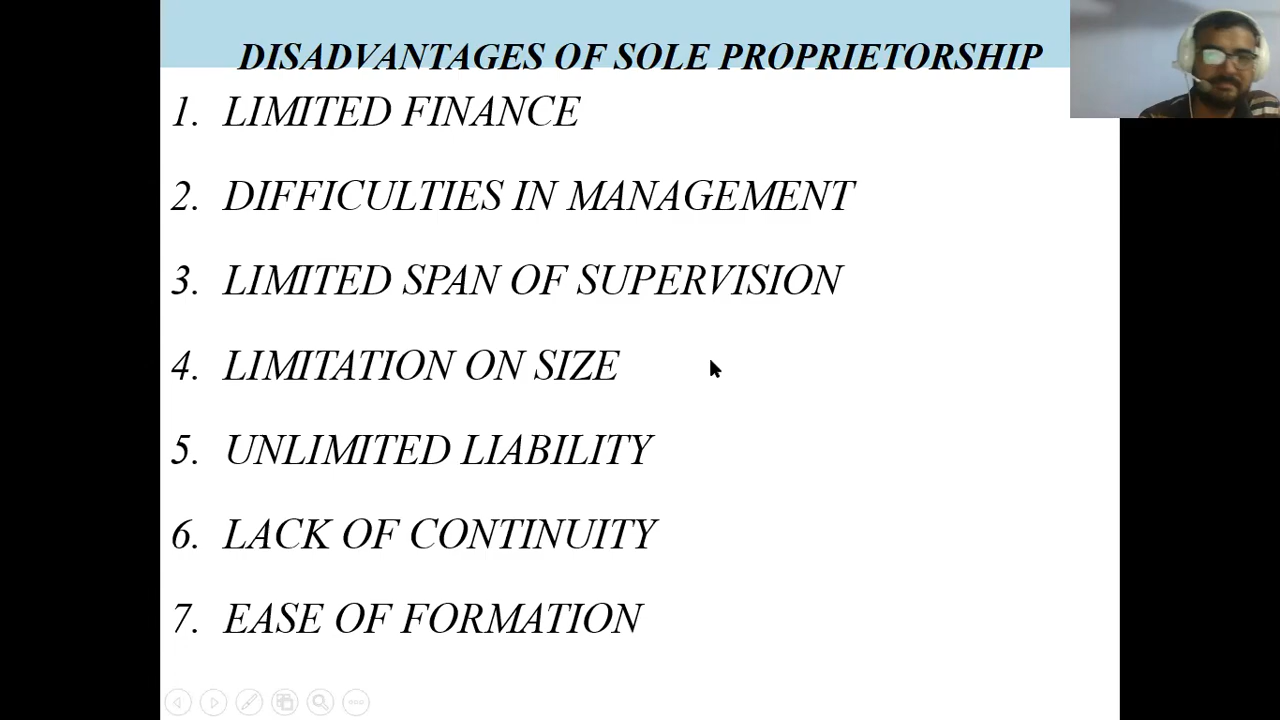 DISADVANTAGES OF SOLE PROPRIETORSHIP
1. LIMITED FINANCE
2. DIFFICULTIES IN MANAGEMENT
3. LIMITED SPAN OF SUPERVISION
4. LIMITATION ON SIZE
5. UNLIMITED LIABILITY
6. LACK OF CONTINUITY
7. EASE OF FORMATION